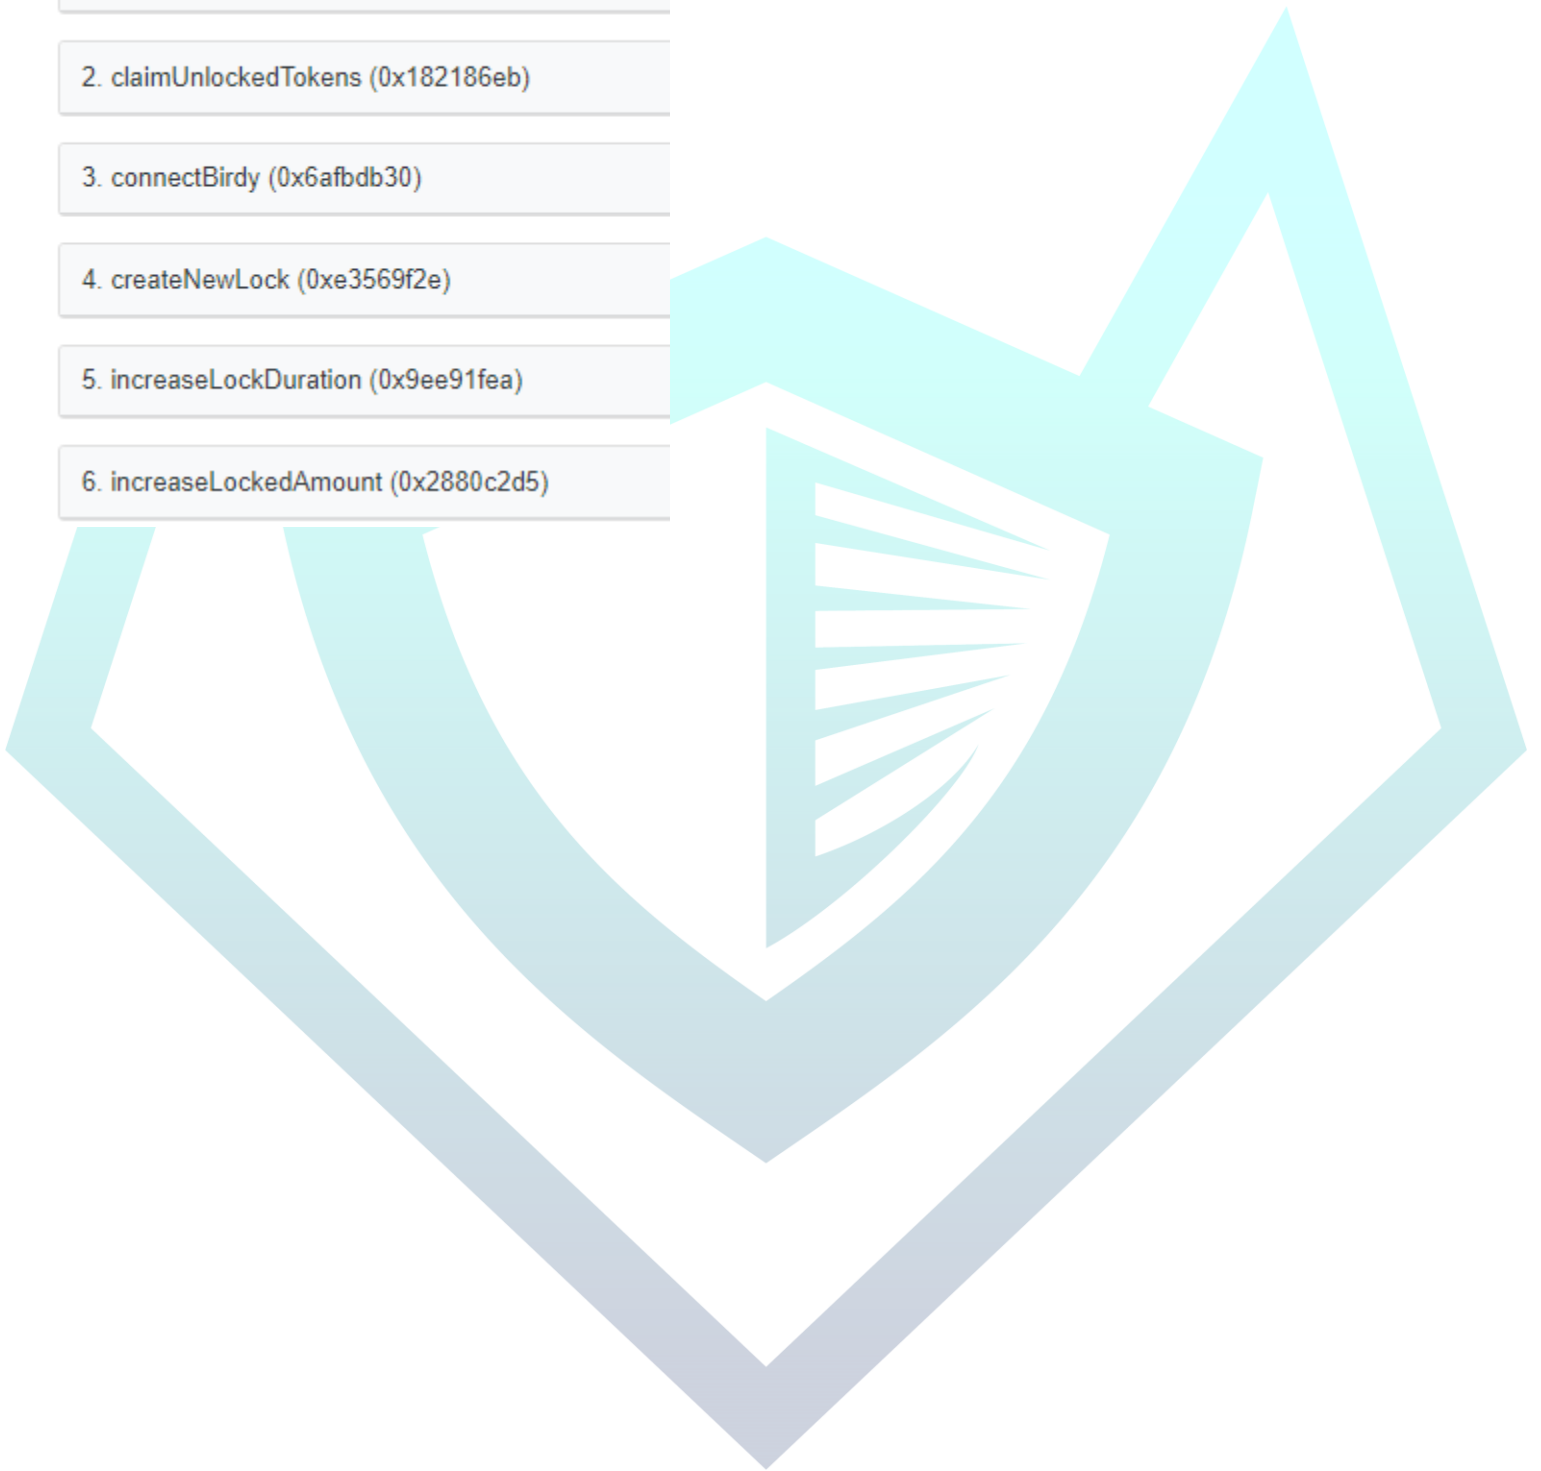 2. claimUnlockedTokens (0x182186eb)
3. connectBirdy (0x6afbdb30)
4. createNewLock (0xe3569f2e)
5. increaseLockDuration (0x9ee91fea)
6. increaseLockedAmount (0x2880c2d5)